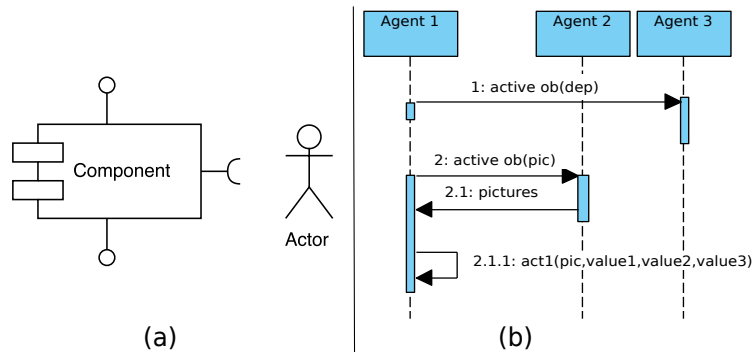 Component
Actor
(a)
Agent 1
Agent 2
Agent 3
1: active ob(dep)
2: active ob(pic)
2.1: pictures
2.1.1: act1(pic,value1,value2,value3)
(b)